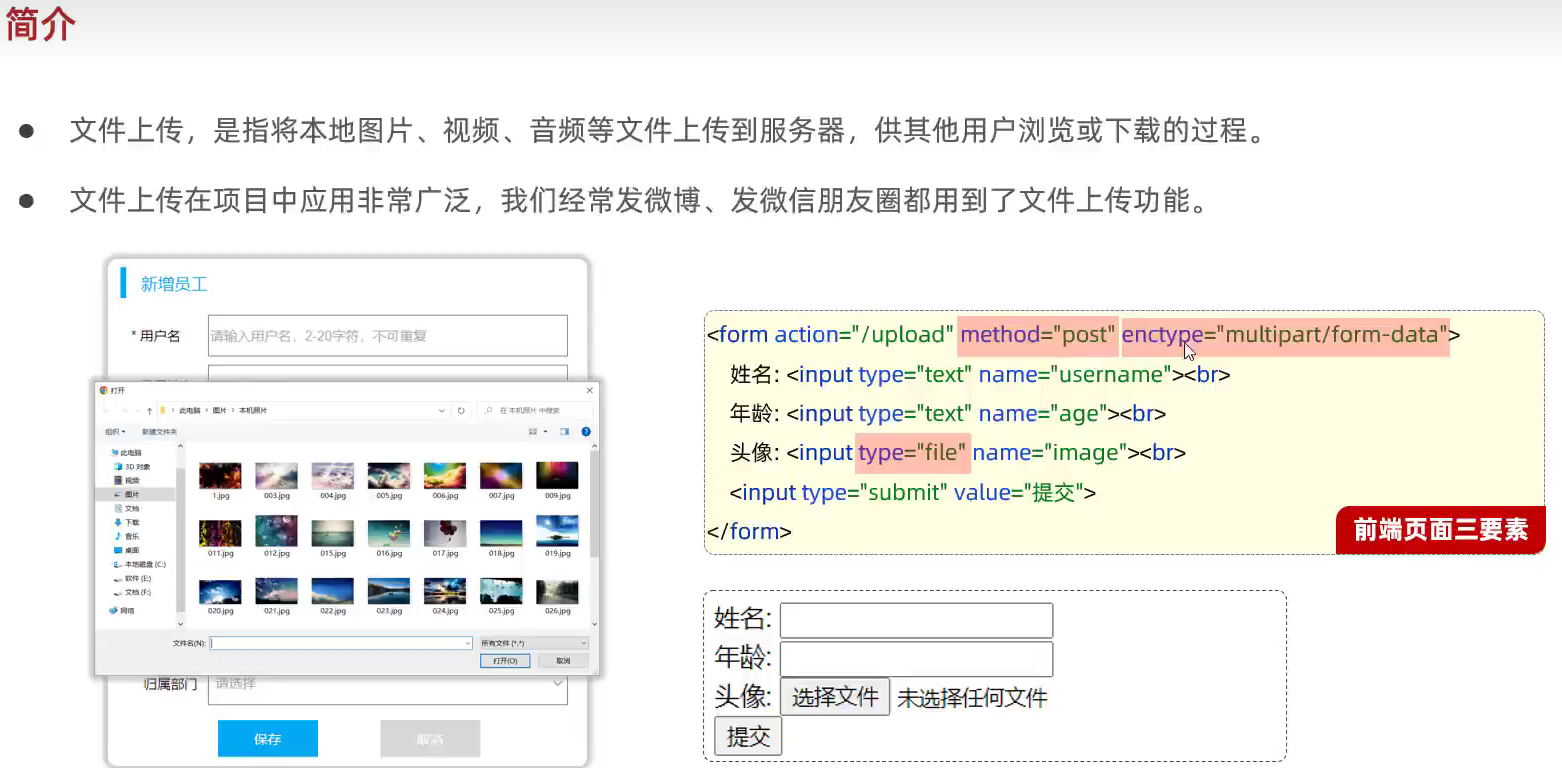 简介
文件上传，是指将本地图片、视频、音频等文件上传到服务器，供其他用户浏览或下载的过程。
文件上传在项目中应用非常广泛，我们经常发微博、发微信朋友圈都用到了文件上传功能。
新增员工
* 用户名 请输入用户名，2-20字符，不可重复
打开
此电脑 › 图片 › 本机照片
在 本机照片 中搜索
组织 新建文件夹
此电脑
3D 对象
视频
图片
文档
下载
音乐
桌面
本地磁盘 (C:)
软件 (E:)
文档 (F:)
网络
1.jpg 003.jpg 004.jpg 005.jpg 006.jpg 007.jpg 009.jpg
011.jpg 012.jpg 015.jpg 016.jpg 017.jpg 018.jpg 019.jpg
020.jpg 021.jpg 022.jpg 023.jpg 024.jpg 025.jpg 026.jpg
文件名(N): 所有文件 (*.*)
打开(O) 取消
归属部门 请选择
保存 取消
<form action="/upload" method="post" enctype="multipart/form-data">
姓名: <input type="text" name="username"><br>
年龄: <input type="text" name="age"><br>
头像: <input type="file" name="image"><br>
<input type="submit" value="提交">
</form>
前端页面三要素
姓名:
年龄:
头像: 选择文件 未选择任何文件
提交